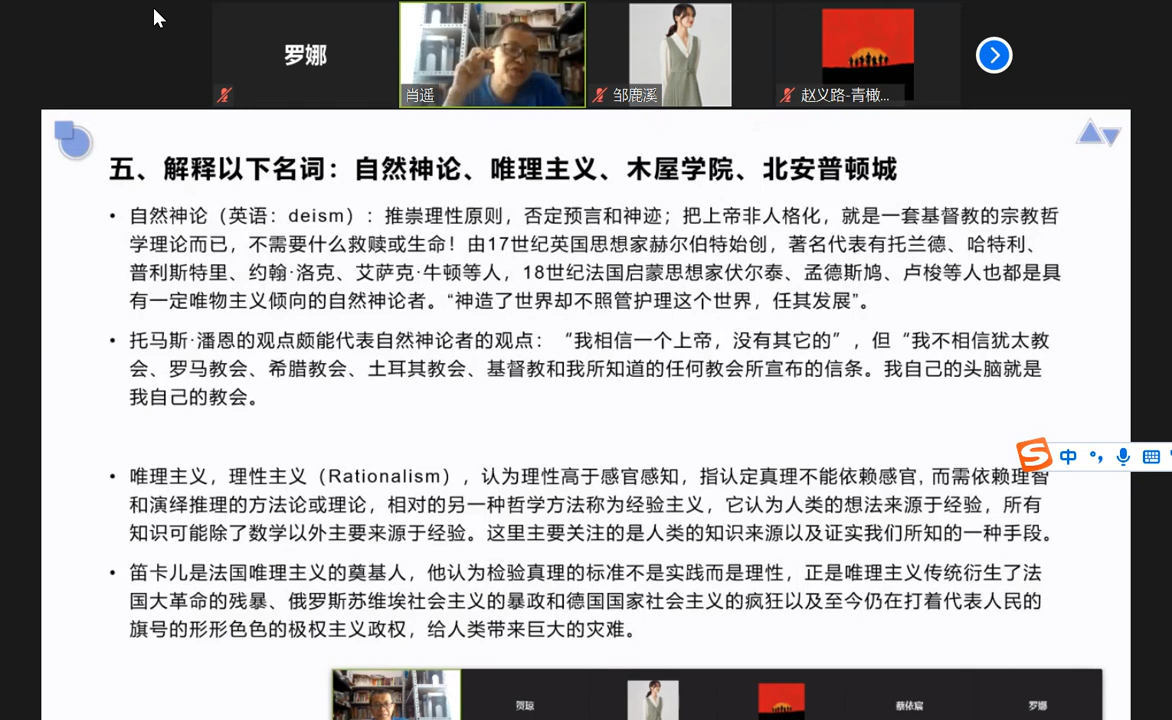 罗娜
肖遥
邹鹿溪
赵义路-青橄...
五、解释以下名词：自然神论、唯理主义、木屋学院、北安普顿城
• 自然神论（英语：deism）：推崇理性原则，否定预言和神迹；把上帝非人格化，就是一套基督教的宗教哲
学理论而已，不需要什么救赎或生命！由17世纪英国思想家赫尔伯特始创，著名代表有托兰德、哈特利、
普利斯特里、约翰·洛克、艾萨克·牛顿等人，18世纪法国启蒙思想家伏尔泰、孟德斯鸠、卢梭等人也都是具
有一定唯物主义倾向的自然神论者。“神造了世界却不照管护理这个世界，任其发展”。
• 托马斯·潘恩的观点颇能代表自然神论者的观点：“我相信一个上帝，没有其它的”，但“我不相信犹太教
会、罗马教会、希腊教会、土耳其教会、基督教和我所知道的任何教会所宣布的信条。我自己的头脑就是
我自己的教会。
• 唯理主义，理性主义（Rationalism），认为理性高于感官感知，指认定真理不能依赖感官，而需依赖理智
和演绎推理的方法论或理论，相对的另一种哲学方法称为经验主义，它认为人类的想法来源于经验，所有
知识可能除了数学以外主要来源于经验。这里主要关注的是人类的知识来源以及证实我们所知的一种手段。
• 笛卡儿是法国唯理主义的奠基人，他认为检验真理的标准不是实践而是理性，正是唯理主义传统衍生了法
国大革命的残暴、俄罗斯苏维埃社会主义的暴政和德国国家社会主义的疯狂以及至今仍在打着代表人民的
旗号的形形色色的极权主义政权，给人类带来巨大的灾难。
中
贺琼
蔡依宸
罗娜